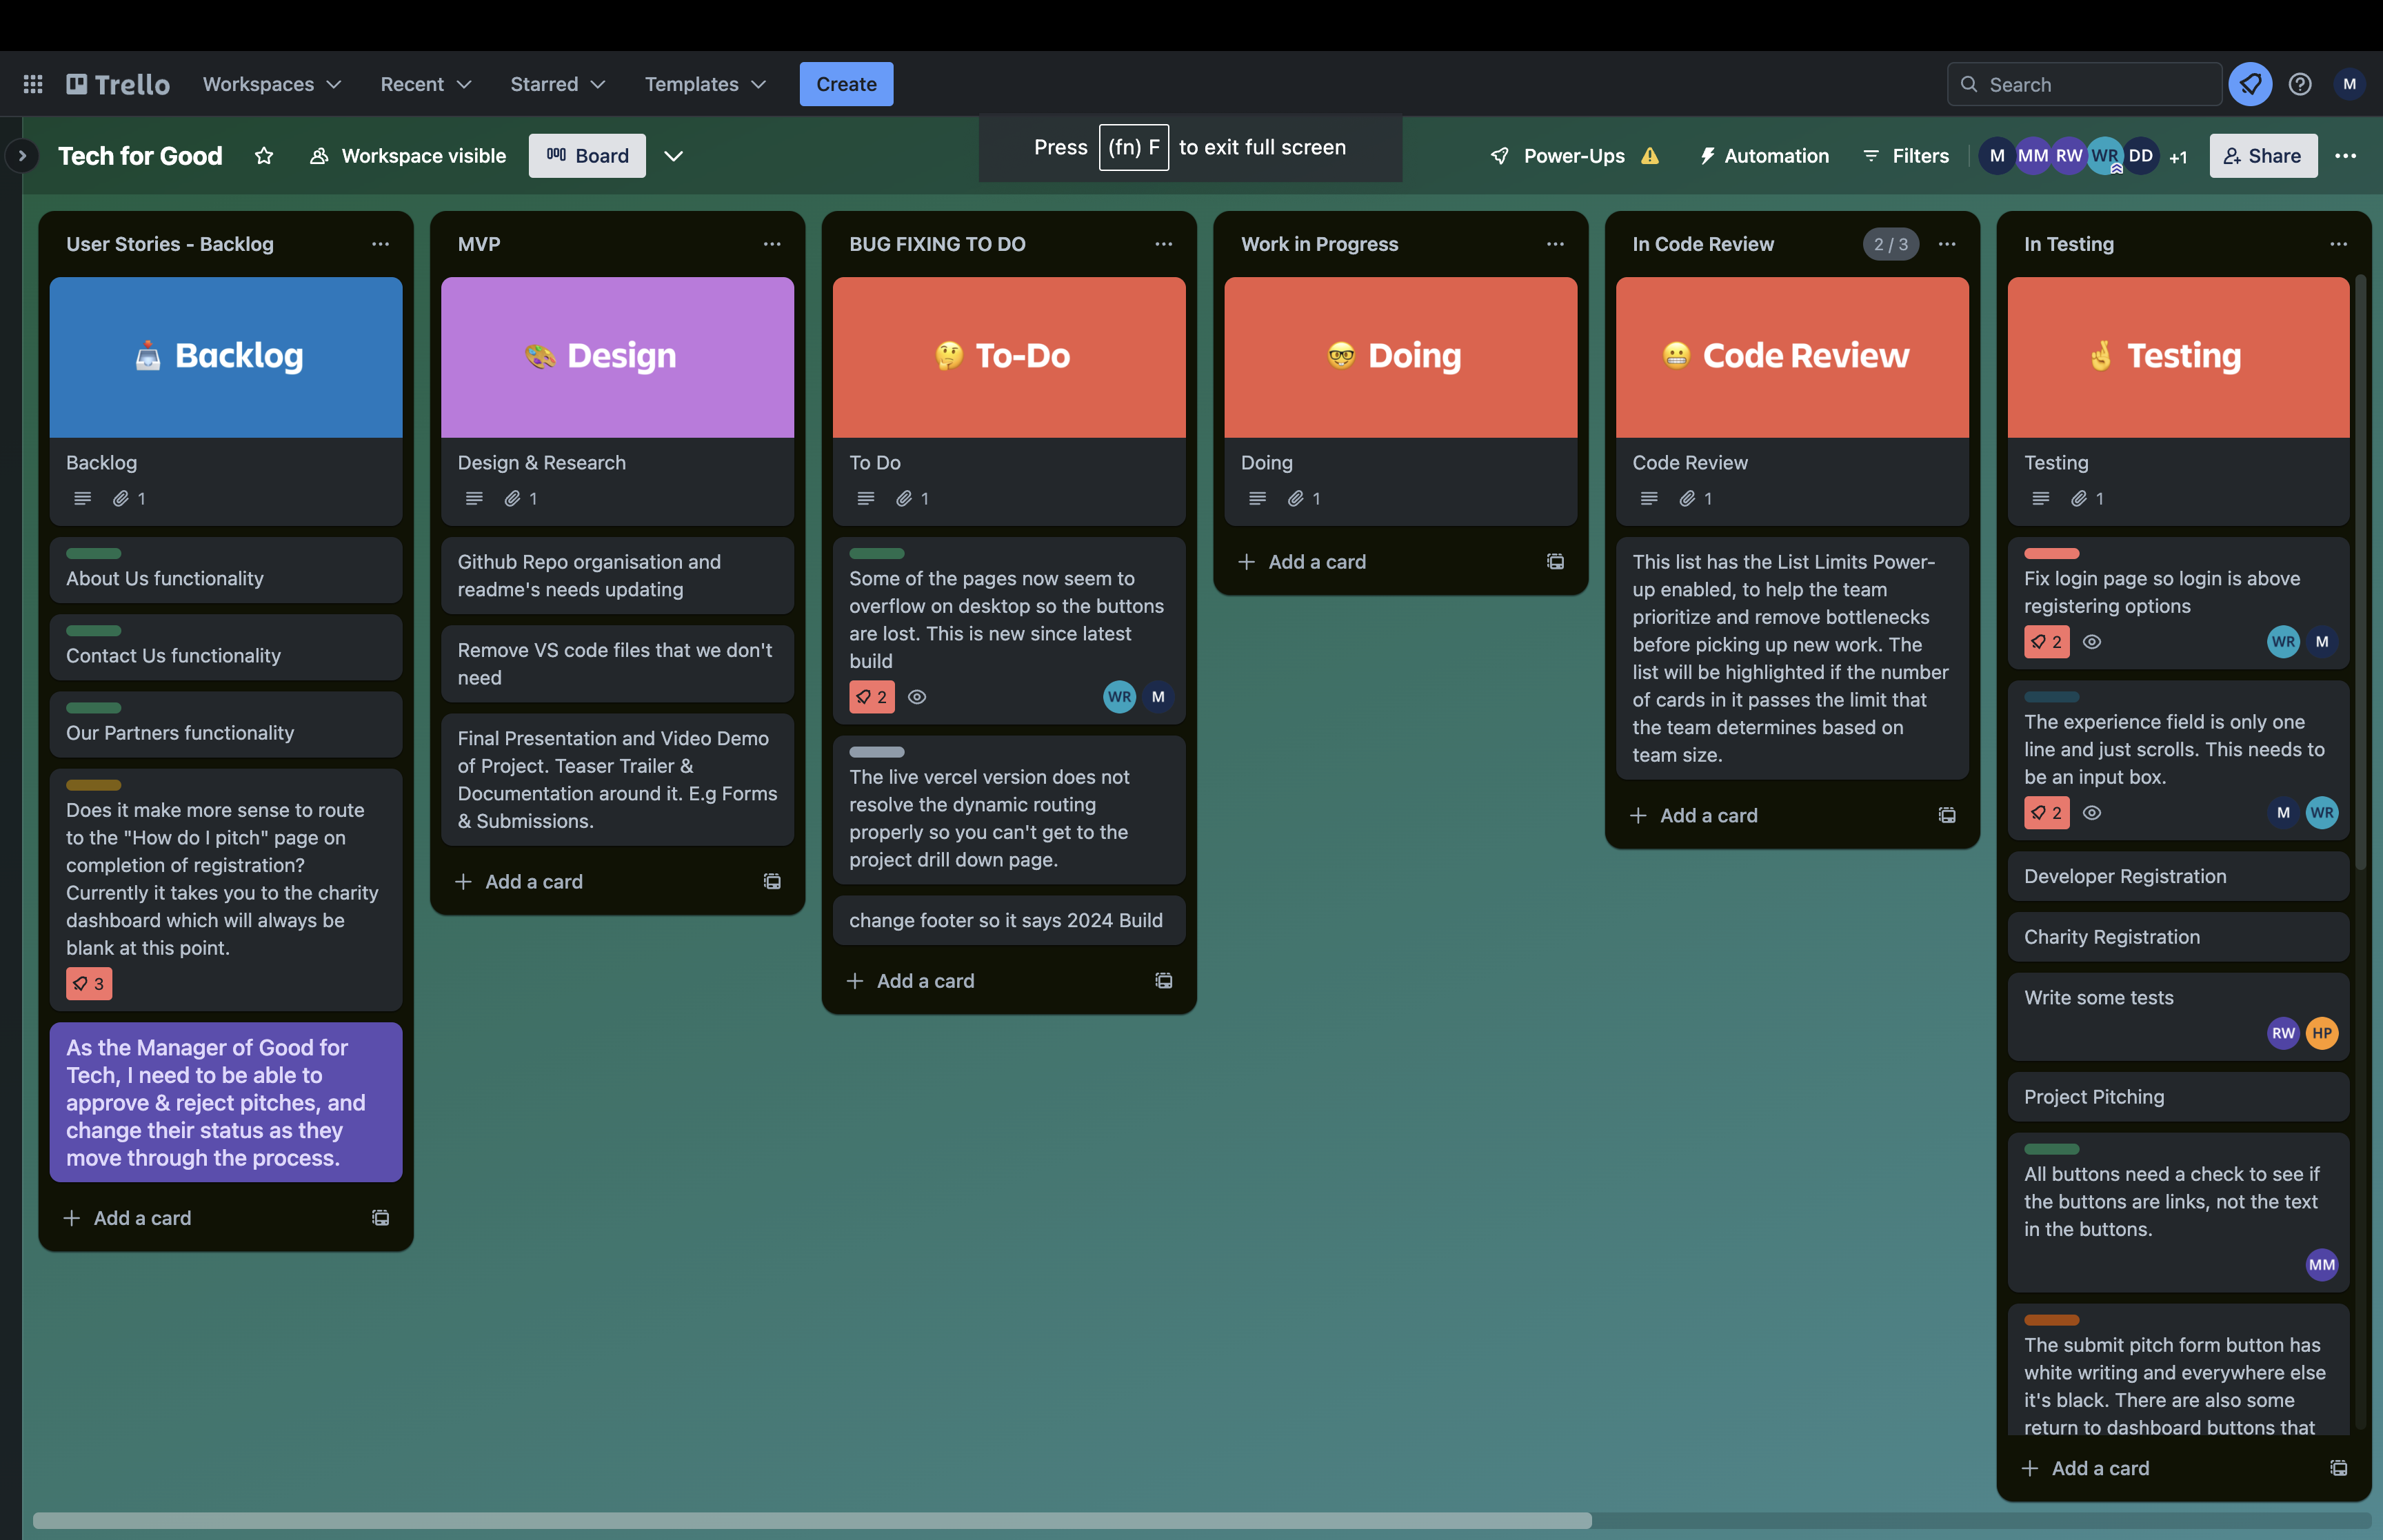 Trello
Workspaces
Recent
Starred
Templates
Create
Search
M
Tech for Good
Workspace visible
Board
Press (fn) F to exit full screen
Power-Ups
Automation
Filters
M
MM
RW
WR
DD
+1
Share
User Stories - Backlog
Backlog
Backlog
1
About Us functionality
Contact Us functionality
Our Partners functionality
Does it make more sense to route
to the "How do I pitch" page on
completion of registration?
Currently it takes you to the charity
dashboard which will always be
blank at this point.
3
As the Manager of Good for
Tech, I need to be able to
approve & reject pitches, and
change their status as they
move through the process.
Add a card
MVP
Design
Design & Research
1
Github Repo organisation and
readme's needs updating
Remove VS code files that we don't
need
Final Presentation and Video Demo
of Project. Teaser Trailer &
Documentation around it. E.g Forms
& Submissions.
Add a card
BUG FIXING TO DO
To-Do
To Do
1
Some of the pages now seem to
overflow on desktop so the buttons
are lost. This is new since latest
build
2
WR
M
The live vercel version does not
resolve the dynamic routing
properly so you can't get to the
project drill down page.
change footer so it says 2024 Build
Add a card
Work in Progress
Doing
Doing
1
Add a card
In Code Review
2 / 3
Code Review
Code Review
1
This list has the List Limits Power-
up enabled, to help the team
prioritize and remove bottlenecks
before picking up new work. The
list will be highlighted if the number
of cards in it passes the limit that
the team determines based on
team size.
Add a card
In Testing
Testing
Testing
1
Fix login page so login is above
registering options
2
WR
M
The experience field is only one
line and just scrolls. This needs to
be an input box.
2
M
WR
Developer Registration
Charity Registration
Write some tests
RW
HP
Project Pitching
All buttons need a check to see if
the buttons are links, not the text
in the buttons.
MM
The submit pitch form button has
white writing and everywhere else
it's black. There are also some
return to dashboard buttons that
Add a card